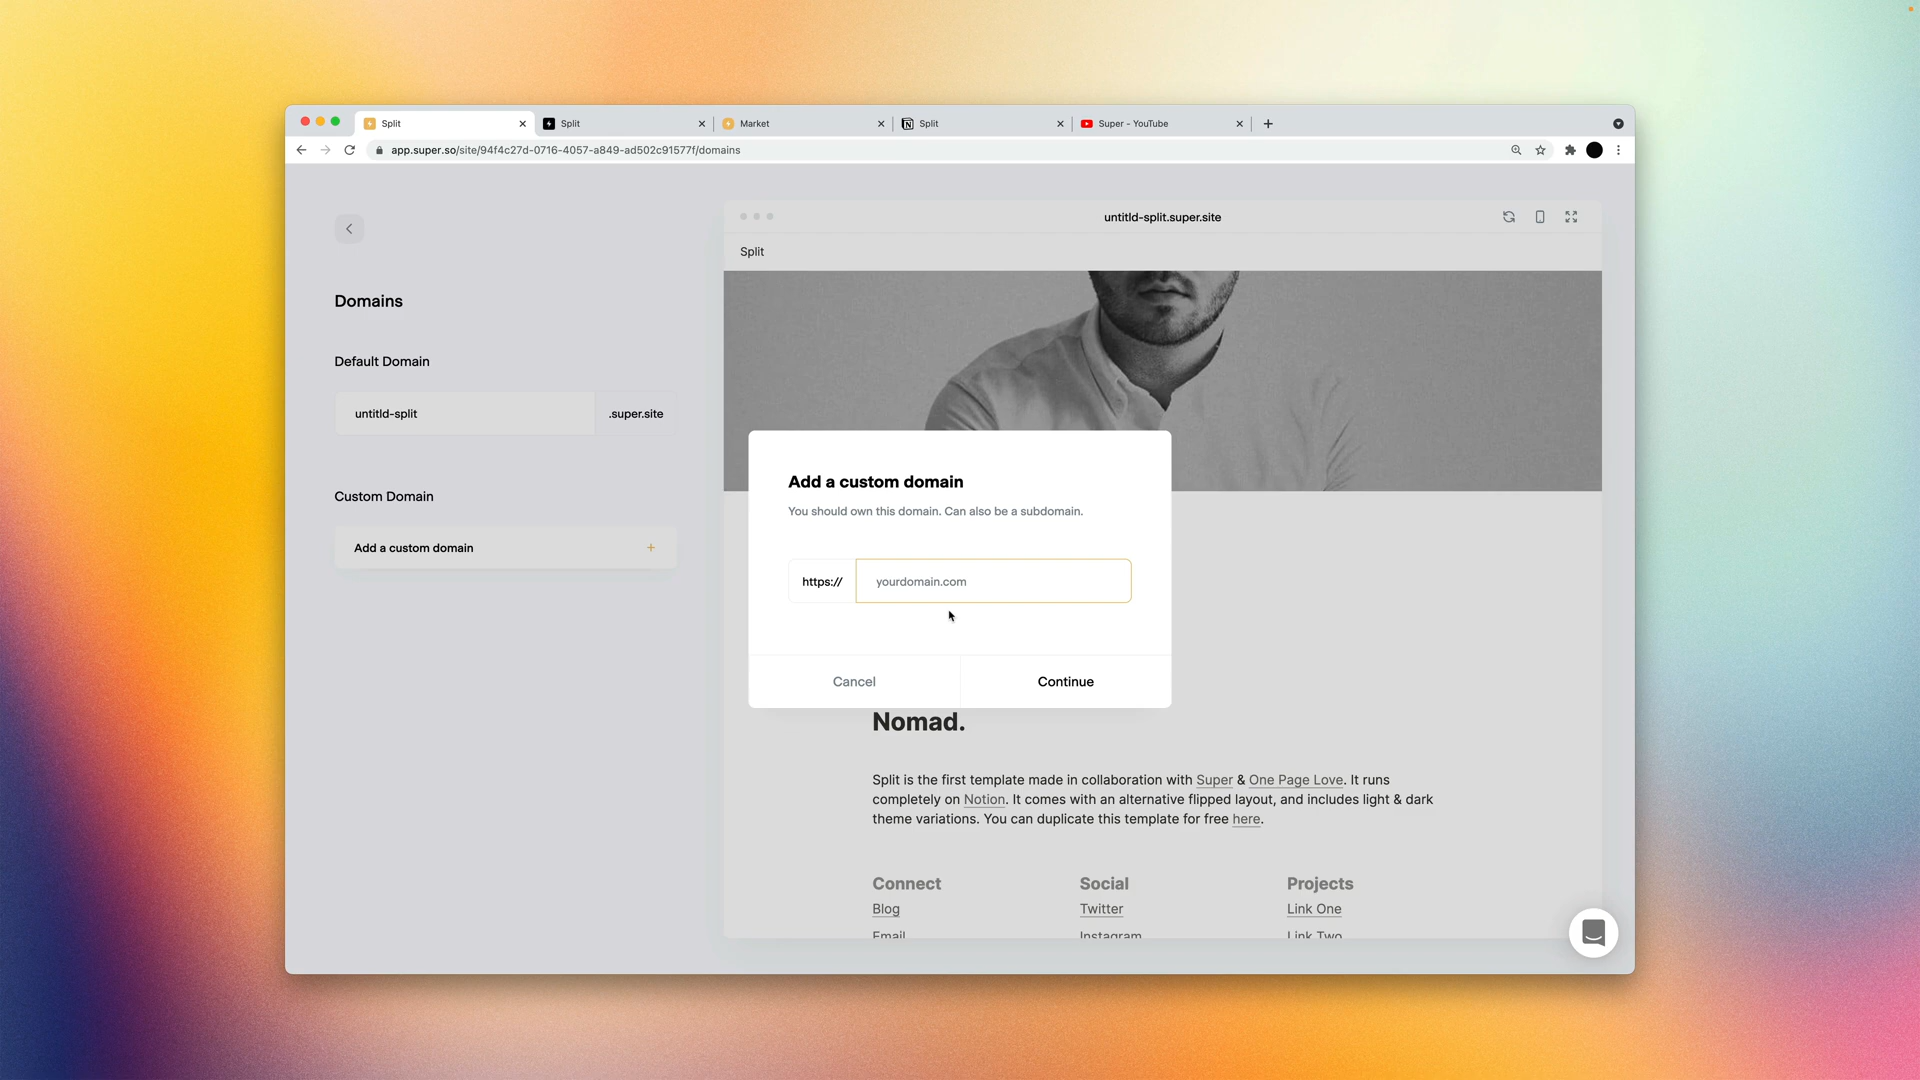 Split
Split
Market
Split
Super - YouTube
app.super.so/site/94f4c27d-0716-4057-a849-ad502c91577f/domains
Domains
Default Domain
untitld-split
.super.site
Custom Domain
Add a custom domain
untitld-split.super.site
Split
Add a custom domain
You should own this domain. Can also be a subdomain.
https://
yourdomain.com
Cancel
Continue
Nomad.
Split is the first template made in collaboration with Super & One Page Love. It runs
completely on Notion. It comes with an alternative flipped layout, and includes light & dark
theme variations. You can duplicate this template for free here.
Connect
Social
Projects
Blog
Twitter
Link One
Email
Instagram
Link Two